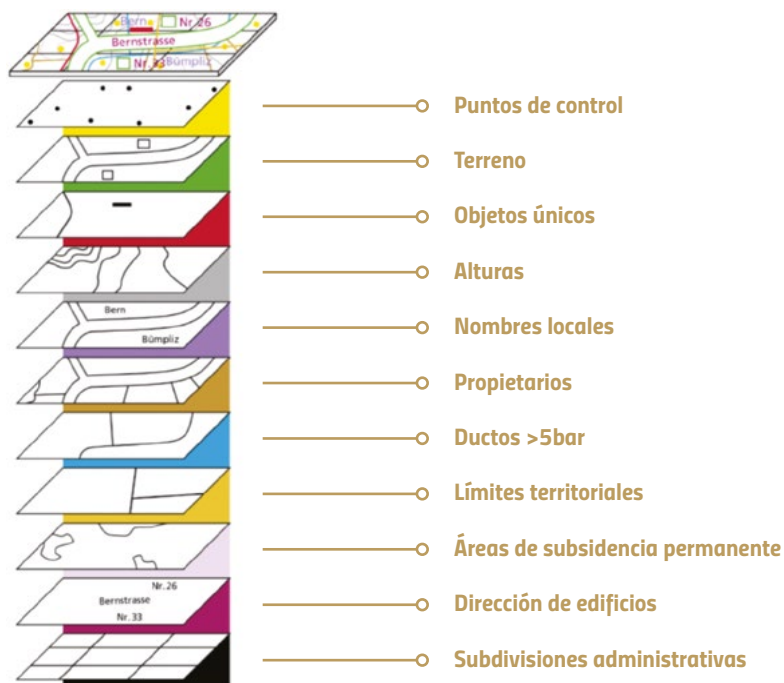 Bern
Nr. 26
Bernstrasse
Nr. 33
Bümpliz
Puntos de control
Terreno
Objetos únicos
Alturas
Bern
Bümpliz
Nombres locales
Propietarios
Ductos >5bar
Límites territoriales
Áreas de subsidencia permanente
Nr. 26
Bernstrasse
Nr. 33
Dirección de edificios
Subdivisiones administrativas